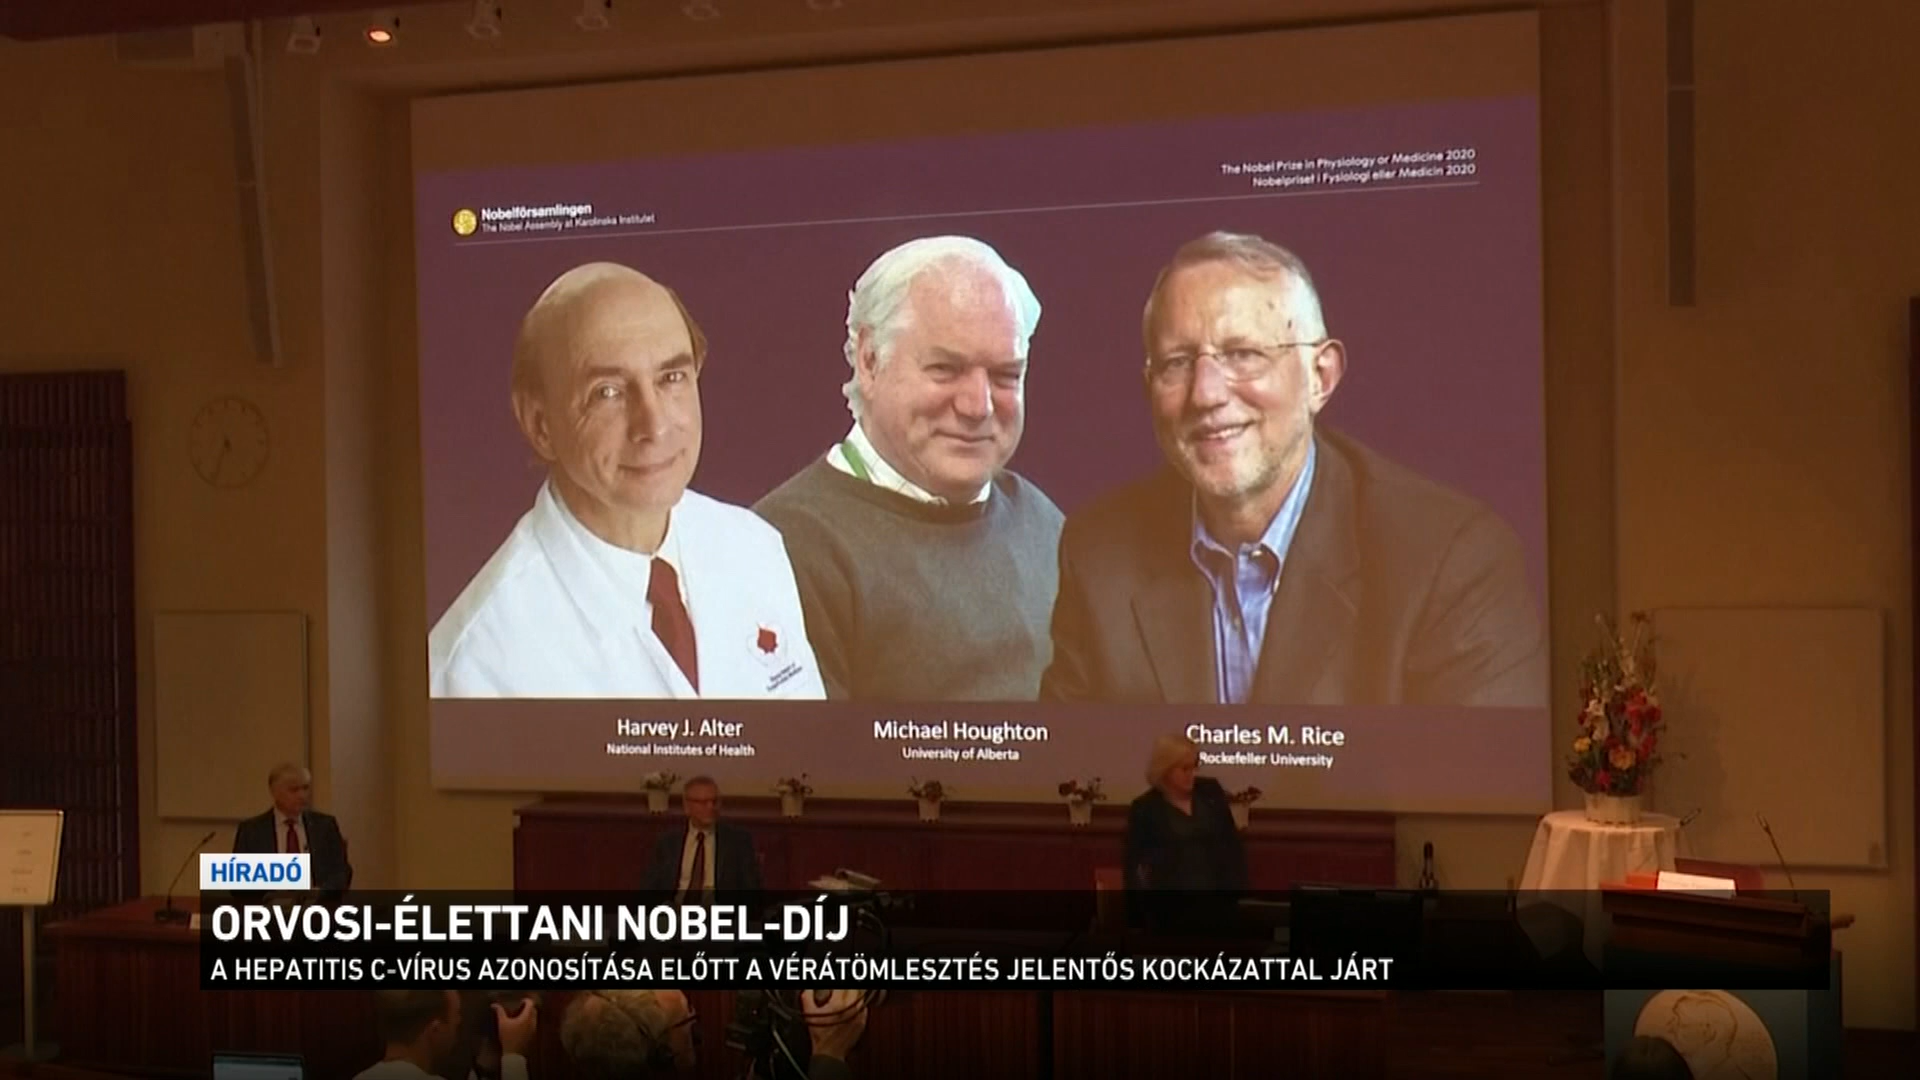 The Nobel Prize in Physiology or Medicine 2020
Nobelpriset i Fysiologi eller Medicin 2020
Nobelförsamlingen
The Nobel Assembly at Karolinska Institutet
Harvey J. Alter
National Institutes of Health
Michael Houghton
University of Alberta
Charles M. Rice
Rockefeller University
HÍRADÓ
ORVOSI-ÉLETTANI NOBEL-DÍJ
A HEPATITIS C-VÍRUS AZONOSÍTÁSA ELŐTT A VÉRÁTÖMLESZTÉS JELENTŐS KOCKÁZATTAL JÁRT